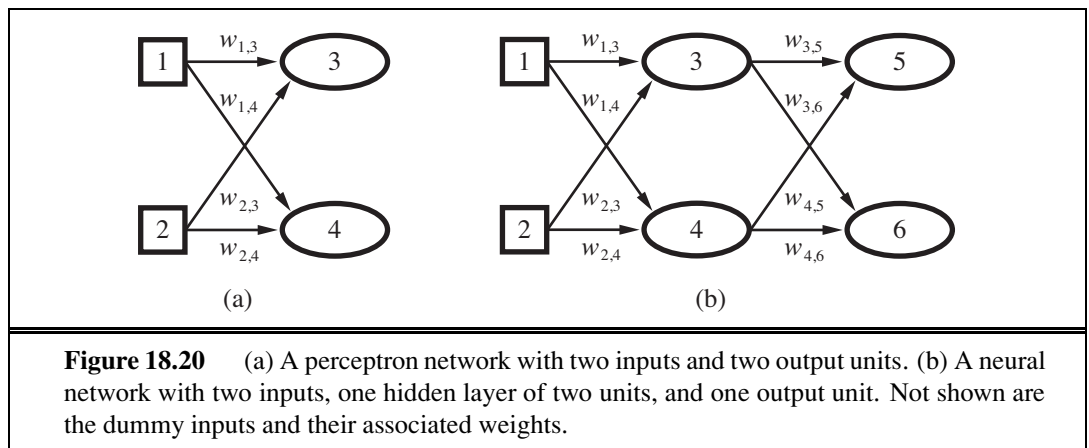 1 w1,3 3
w1,4
2 w2,3 4
w2,4
(a)
1 w1,3 3 w3,5 5
w1,4 w3,6
2 w2,3 4 w4,5 6
w2,4 w4,6
(b)
Figure 18.20 (a) A perceptron network with two inputs and two output units. (b) A neural
network with two inputs, one hidden layer of two units, and one output unit. Not shown are
the dummy inputs and their associated weights.